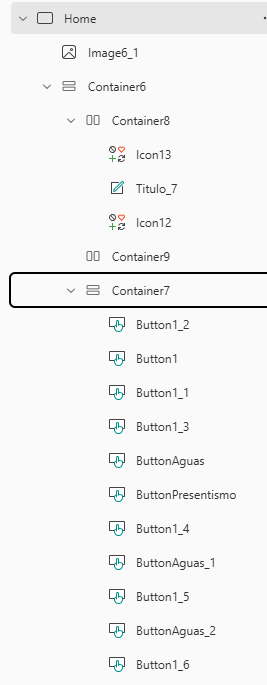 Home
Image6_1
Container6
Container8
Icon13
Titulo_7
Icon12
Container9
Container7
Button1_2
Button1
Button1_1
Button1_3
ButtonAguas
ButtonPresentismo
Button1_4
ButtonAguas_1
Button1_5
ButtonAguas_2
Button1_6